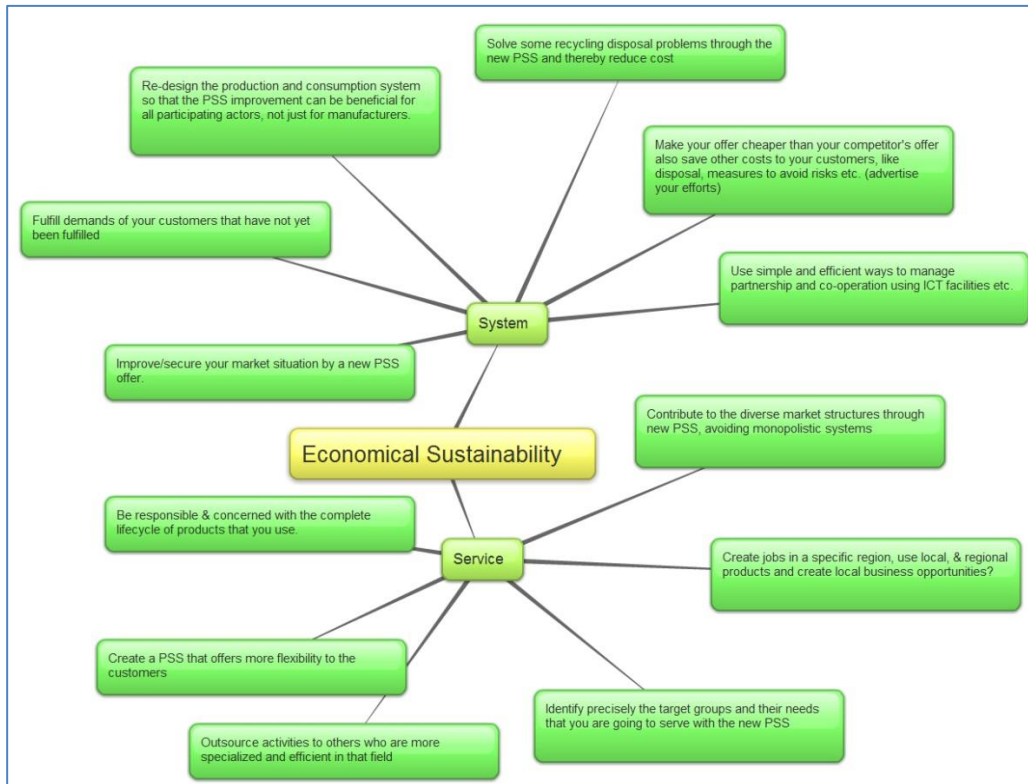 Solve some recycling disposal problems through the
new PSS and thereby reduce cost
Re-design the production and consumption system
so that the PSS improvement can be beneficial for
all participating actors, not just for manufacturers.
Make your offer cheaper than your competitor's offer
also save other costs to your customers, like
disposal, measures to avoid risks etc. (advertise
your efforts)
Fulfill demands of your customers that have not yet
been fulfilled
Use simple and efficient ways to manage
partnership and co-operation using ICT facilities etc.
System
Improve/secure your market situation by a new PSS
offer.
Contribute to the diverse market structures through
new PSS, avoiding monopolistic systems
Economical Sustainability
Be responsible & concerned with the complete
lifecycle of products that you use.
Service
Create jobs in a specific region, use local, & regional
products and create local business opportunities?
Create a PSS that offers more flexibility to the
customers
Identify precisely the target groups and their needs
that you are going to serve with the new PSS
Outsource activities to others who are more
specialized and efficient in that field